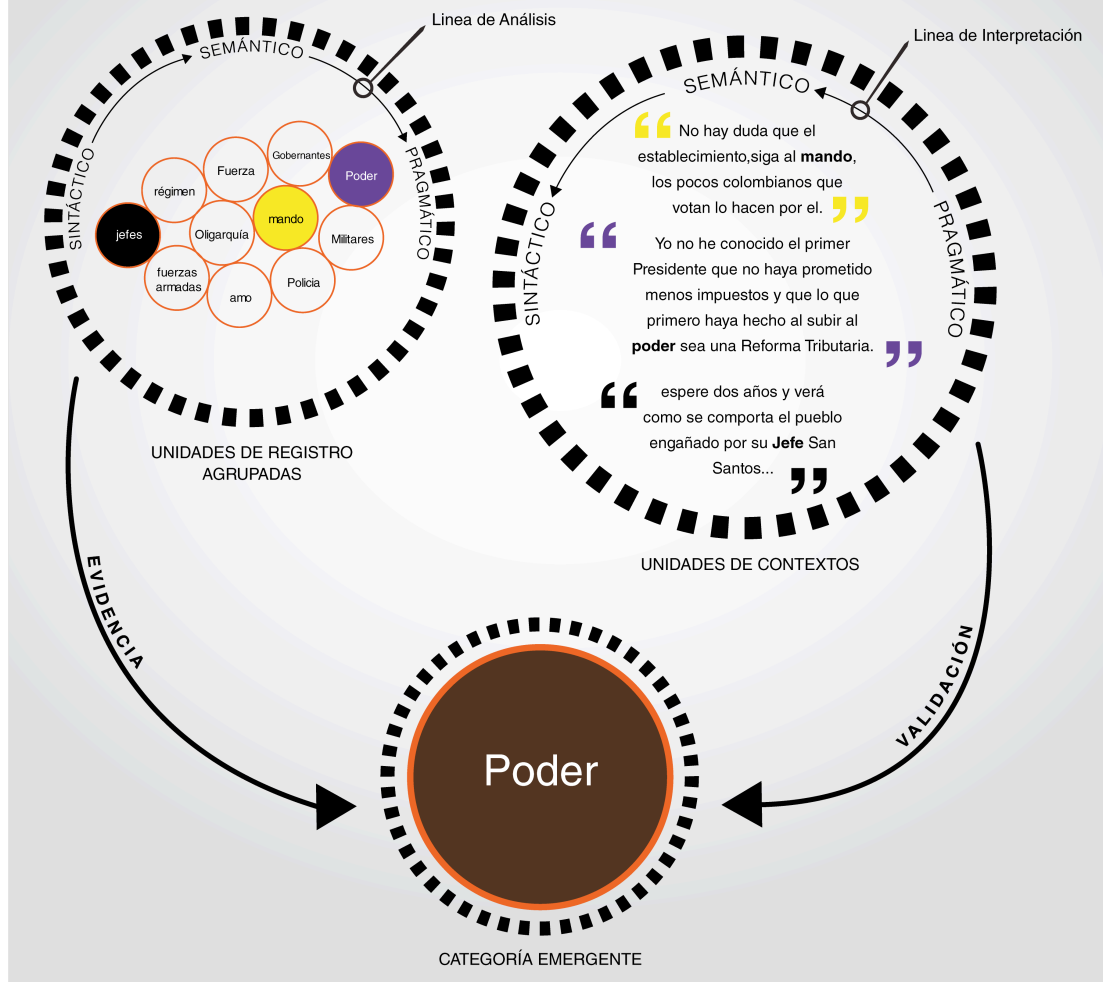 Linea de Análisis
SINTÁCTICO
SEMÁNTICO
PRAGMÁTICO
Gobernantes
Fuerza
Poder
régimen
mando
jefes
Oligarquía
Militares
fuerzas
armadas
Policia
amo
UNIDADES DE REGISTRO
AGRUPADAS
Linea de Interpretación
SEMÁNTICO
SINTÁCTICO
PRAGMÁTICO
“ No hay duda que el
establecimiento,siga al mando,
los pocos colombianos que
votan lo hacen por el. ”
“ Yo no he conocido el primer
Presidente que no haya prometido
menos impuestos y que lo que
primero haya hecho al subir al
poder sea una Reforma Tributaria. ”
“ espere dos años y verá
como se comporta el pueblo
engañado por su Jefe San
Santos... ”
UNIDADES DE CONTEXTOS
EVIDENCIA
VALIDACIÓN
Poder
CATEGORÍA EMERGENTE